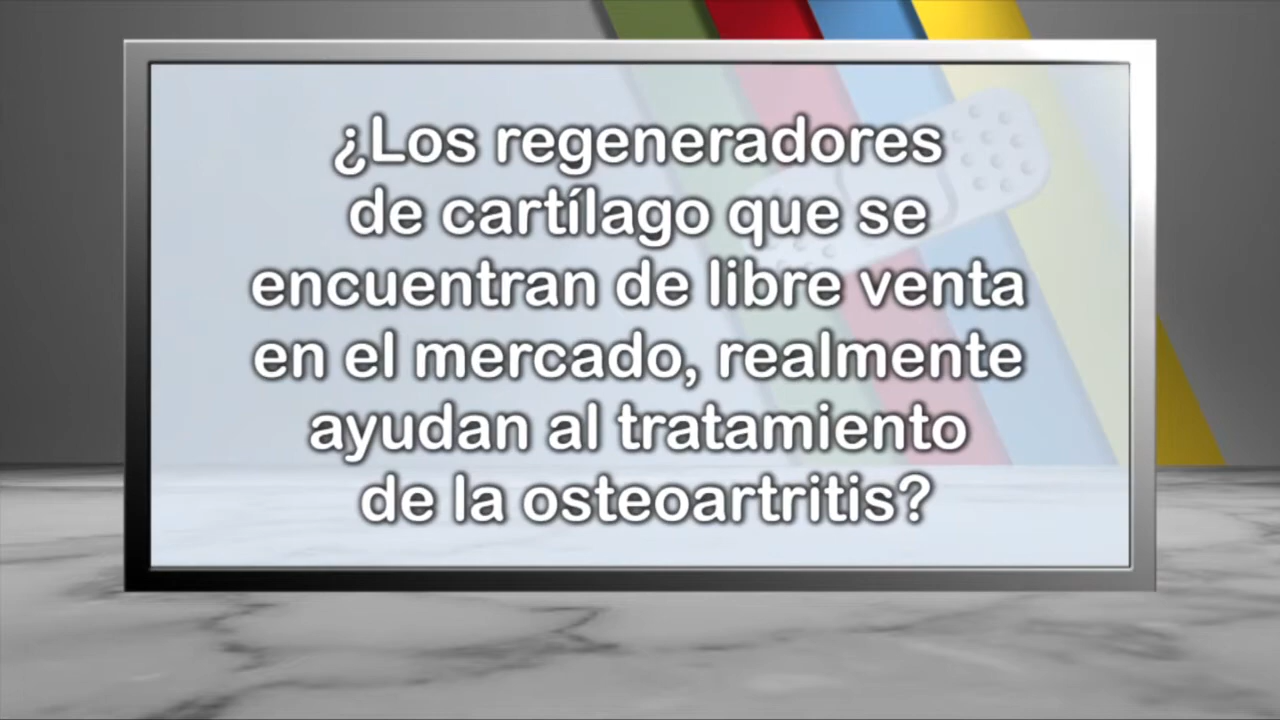 ¿Los regeneradores
de cartílago que se
encuentran de libre venta
en el mercado, realmente
ayudan al tratamiento
de la osteoartritis?